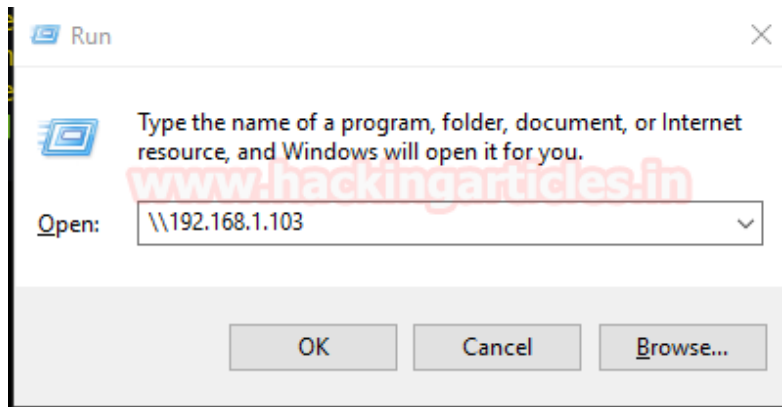 Run
Type the name of a program, folder, document, or Internet
resource, and Windows will open it for you.
www.hackingarticles.in
Open: \\192.168.1.103
OK Cancel Browse...